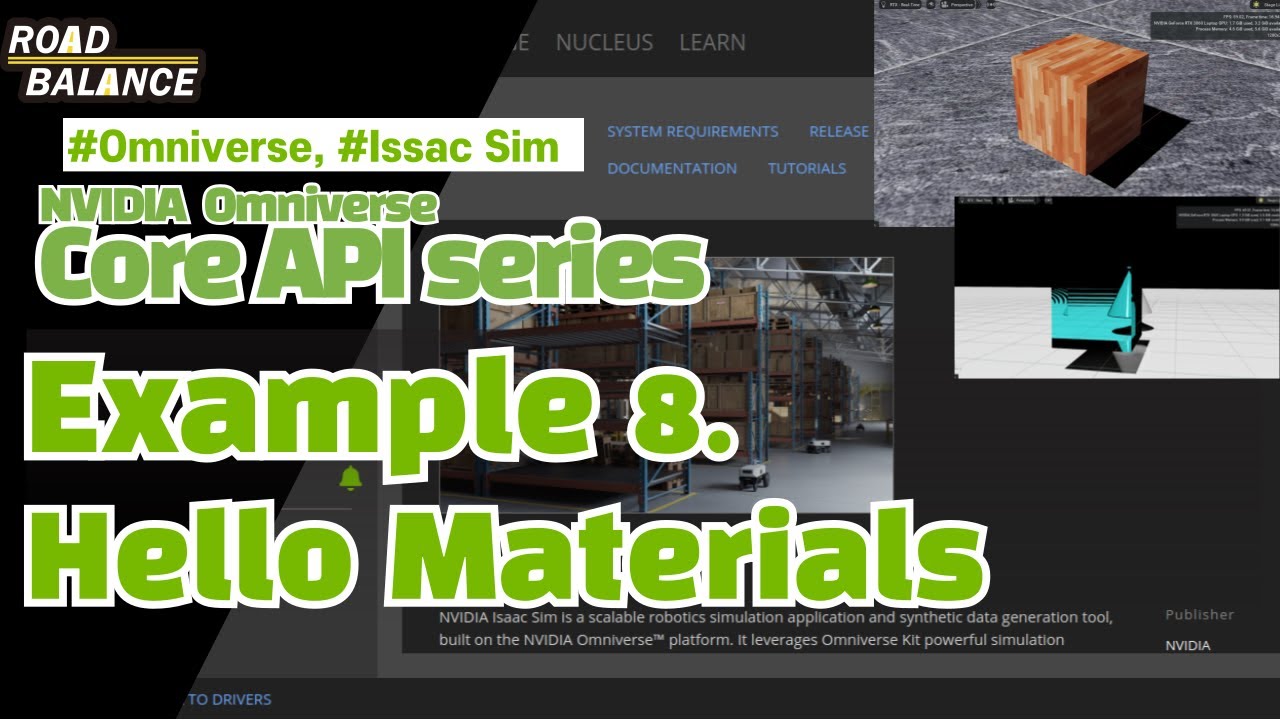 ROAD
BALANCE
NUCLEUS LEARN
#Omniverse, #Issac Sim
SYSTEM REQUIREMENTS RELEASE
DOCUMENTATION TUTORIALS
NVIDIA Omniverse
Core API series
Example 8.
Hello Materials
NVIDIA Isaac Sim is a scalable robotics simulation application and synthetic data generation tool,
built on the NVIDIA Omniverse™ platform. It leverages Omniverse Kit powerful simulation
Publisher
NVIDIA
TO DRIVERS